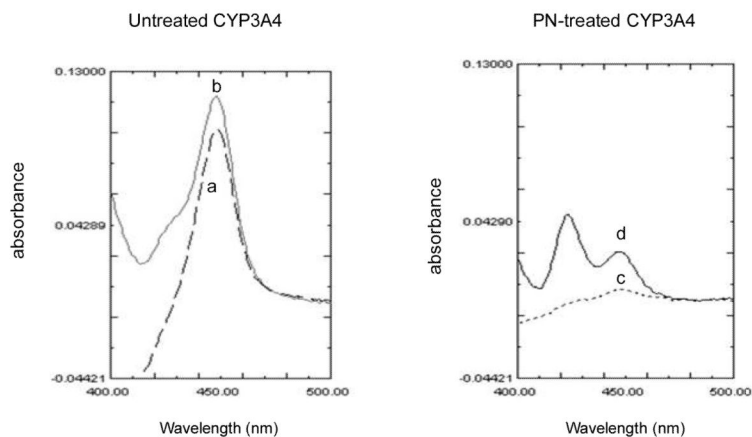 Untreated CYP3A4
0.13000
b
a
absorbance
0.04289
-0.04421
400.00
450.00
500.00
Wavelength (nm)
PN-treated CYP3A4
0.13000
absorbance
0.04290
d
c
-0.04421
400.00
450.00
500.00
Wavelength (nm)